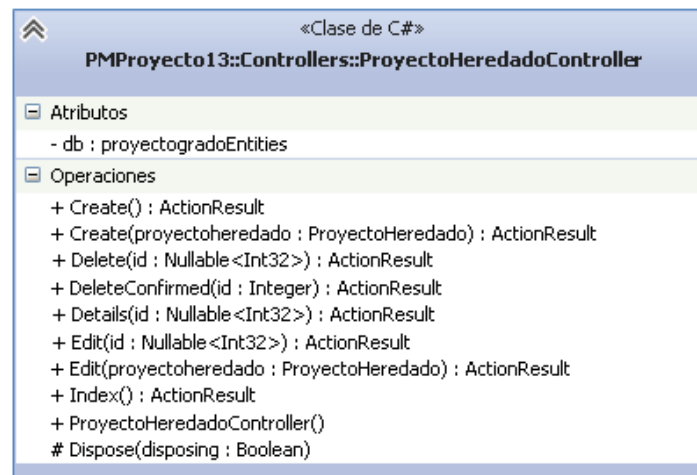 «Clase de C#»
PMProyecto13::Controllers::ProyectoHeredadoController
Atributos
- db : proyectogradoEntities
Operaciones
+ Create() : ActionResult
+ Create(proyectoheredado : ProyectoHeredado) : ActionResult
+ Delete(id : Nullable<Int32>) : ActionResult
+ DeleteConfirmed(id : Integer) : ActionResult
+ Details(id : Nullable<Int32>) : ActionResult
+ Edit(id : Nullable<Int32>) : ActionResult
+ Edit(proyectoheredado : ProyectoHeredado) : ActionResult
+ Index() : ActionResult
+ ProyectoHeredadoController()
# Dispose(disposing : Boolean)